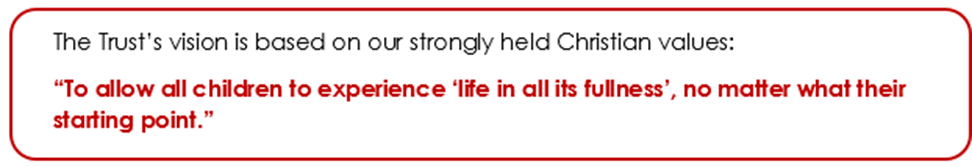 The Trust’s vision is based on our strongly held Christian values:
“To allow all children to experience ‘life in all its fullness’, no matter what their
starting point.”